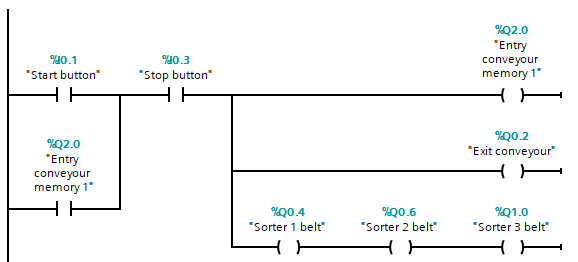 %Q2.0
"Entry
conveyour
memory 1"
%I0.1
"Start button"
%I0.3
"Stop button"
%Q2.0
"Entry
conveyour
memory 1"
%Q0.2
"Exit conveyour"
%Q0.4
"Sorter 1 belt"
%Q0.6
"Sorter 2 belt"
%Q1.0
"Sorter 3 belt"